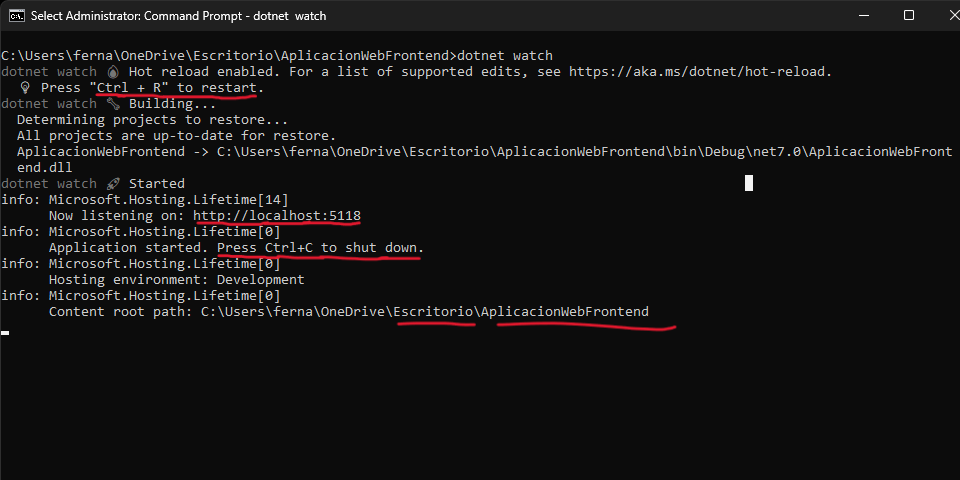 Select Administrator: Command Prompt - dotnet  watch
C:\Users\ferna\OneDrive\Escritorio\AplicacionWebFrontend>dotnet watch
dotnet watch 🔥 Hot reload enabled. For a list of supported edits, see https://aka.ms/dotnet/hot-reload.
💡 Press "Ctrl + R" to restart.
dotnet watch 🔧 Building...
Determining projects to restore...
All projects are up-to-date for restore.
AplicacionWebFrontend -> C:\Users\ferna\OneDrive\Escritorio\AplicacionWebFrontend\bin\Debug\net7.0\AplicacionWebFront
end.dll
dotnet watch 🚀 Started
info: Microsoft.Hosting.Lifetime[14]
Now listening on: http://localhost:5118
info: Microsoft.Hosting.Lifetime[0]
Application started. Press Ctrl+C to shut down.
info: Microsoft.Hosting.Lifetime[0]
Hosting environment: Development
info: Microsoft.Hosting.Lifetime[0]
Content root path: C:\Users\ferna\OneDrive\Escritorio\AplicacionWebFrontend